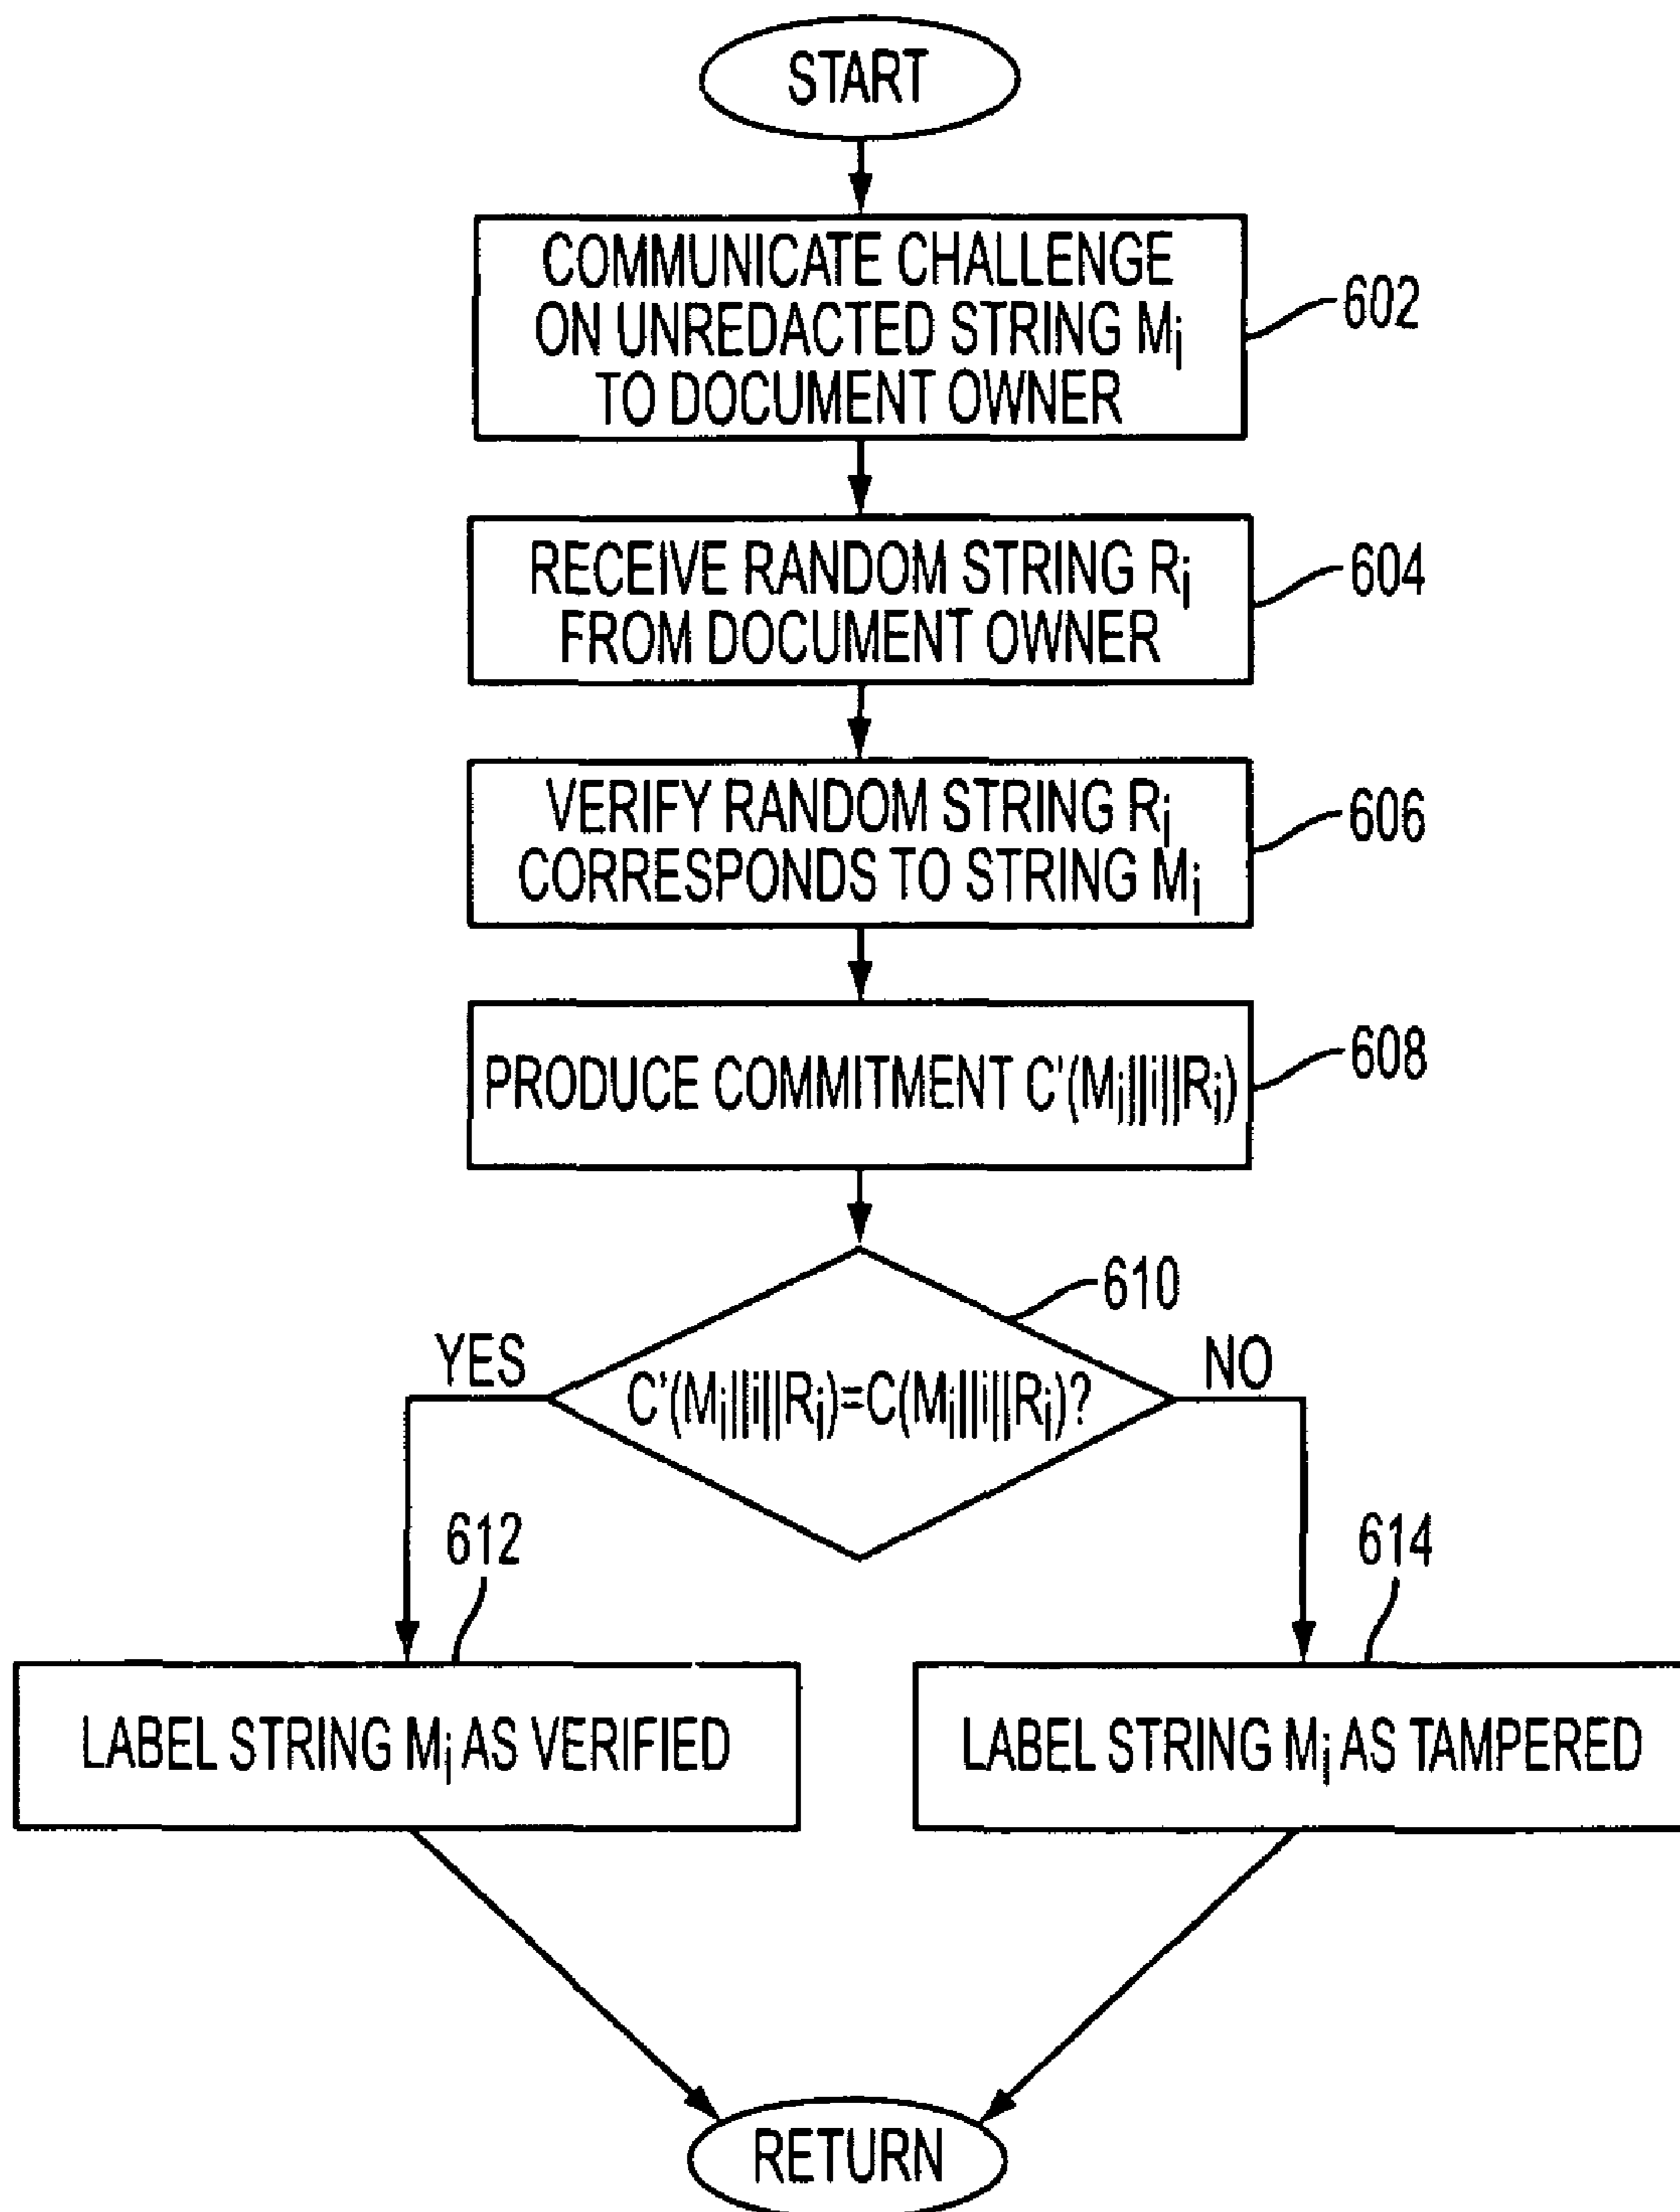 START
COMMUNICATE CHALLENGE
ON UNREDACTED STRING Mi
TO DOCUMENT OWNER
602
RECEIVE RANDOM STRING Ri
FROM DOCUMENT OWNER
604
VERIFY RANDOM STRING Ri
CORRESPONDS TO STRING Mi
606
PRODUCE COMMITMENT C'(Mi||i||Ri)
608
610
YES
NO
C'(Mi||i||Ri)=C(Mi||i||Ri)?
612
614
LABEL STRING Mi AS VERIFIED
LABEL STRING Mi AS TAMPERED
RETURN